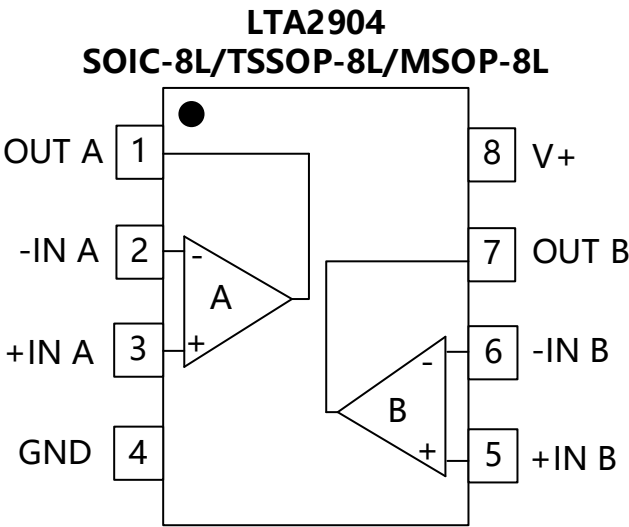 LTA2904
SOIC-8L/TSSOP-8L/MSOP-8L
OUT A 1
8 V+
-IN A 2
-
7 OUT B
A
+IN A 3
+
6 -IN B
-
B
GND 4
+
5 +IN B